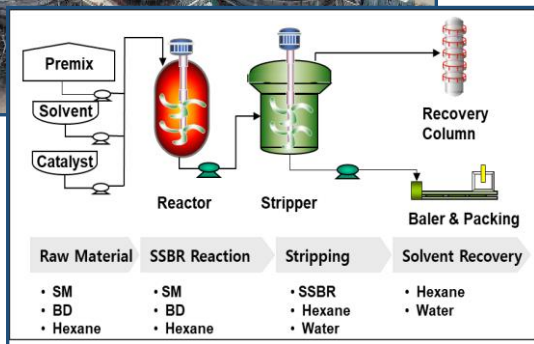 Premix
Solvent
Catalyst
Reactor
Stripper
Recovery
Column
Baler & Packing
Raw Material
SSBR Reaction
Stripping
Solvent Recovery
• SM
• BD
• Hexane
• SM
• BD
• Hexane
• SSBR
• Hexane
• Water
• Hexane
• Water